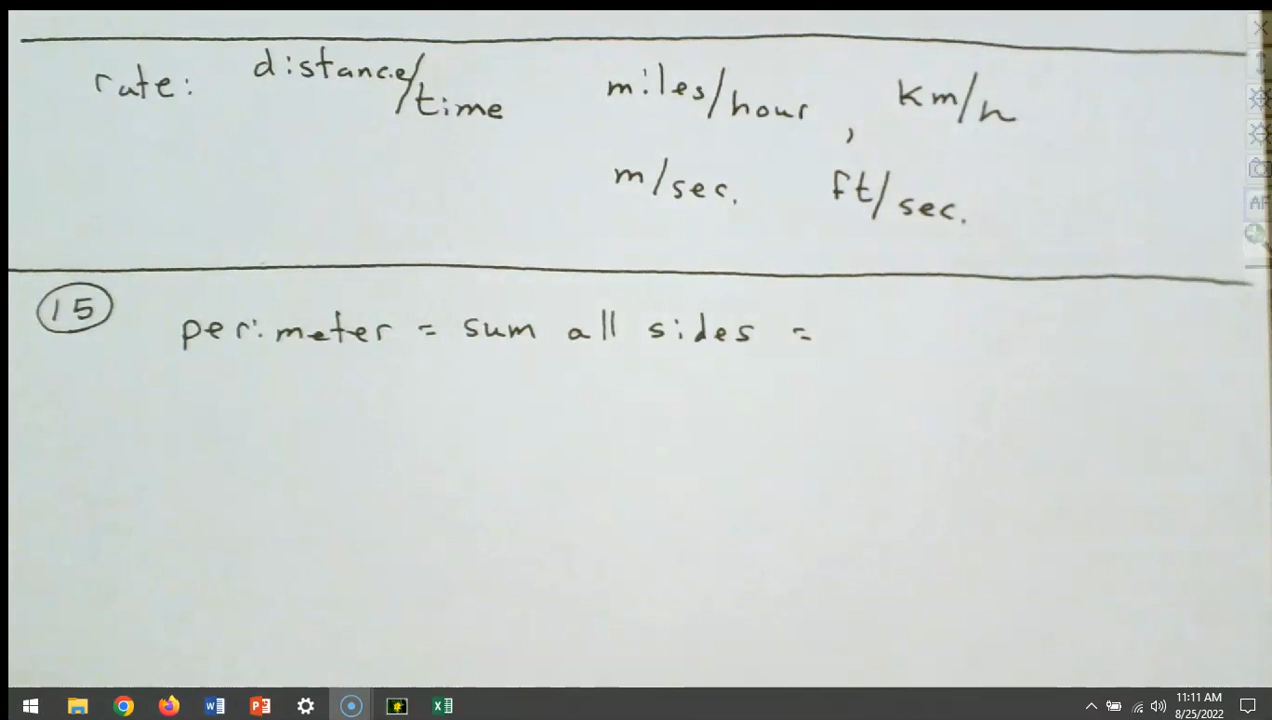 rate: distance/time miles/hour, km/h
m/sec. ft/sec.
15 perimeter = sum all sides =
AF
11:11 AM
8/25/2022